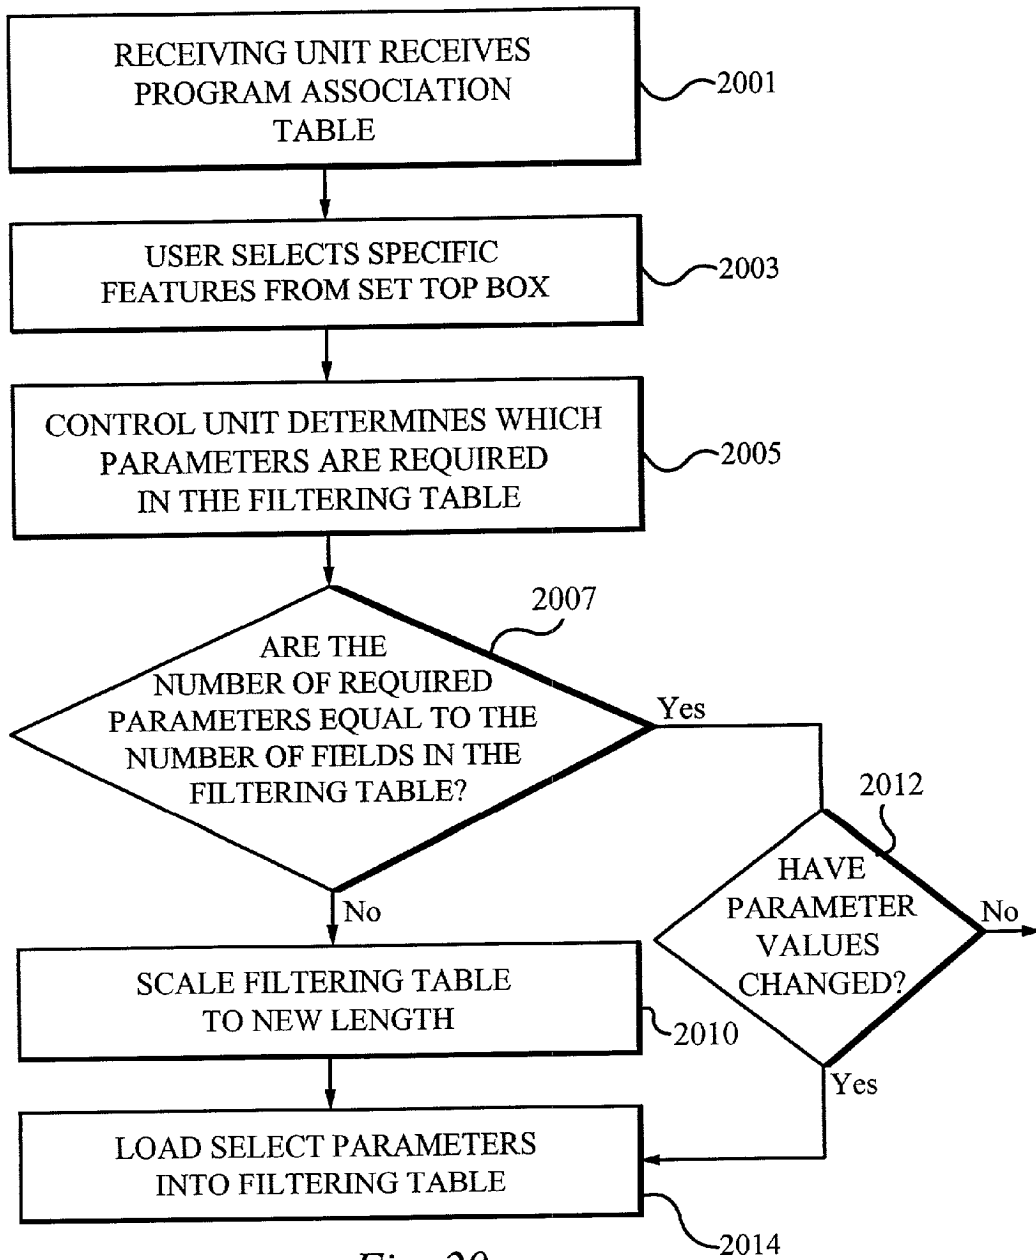 RECEIVING UNIT RECEIVES
PROGRAM ASSOCIATION
TABLE
2001
USER SELECTS SPECIFIC
FEATURES FROM SET TOP BOX
2003
CONTROL UNIT DETERMINES WHICH
PARAMETERS ARE REQUIRED
IN THE FILTERING TABLE
2005
2007
ARE THE
NUMBER OF REQUIRED
PARAMETERS EQUAL TO THE
NUMBER OF FIELDS IN THE
FILTERING TABLE?
Yes
No
2012
HAVE
PARAMETER
VALUES
CHANGED?
No
Yes
SCALE FILTERING TABLE
TO NEW LENGTH
2010
LOAD SELECT PARAMETERS
INTO FILTERING TABLE
2014
Fig. 20